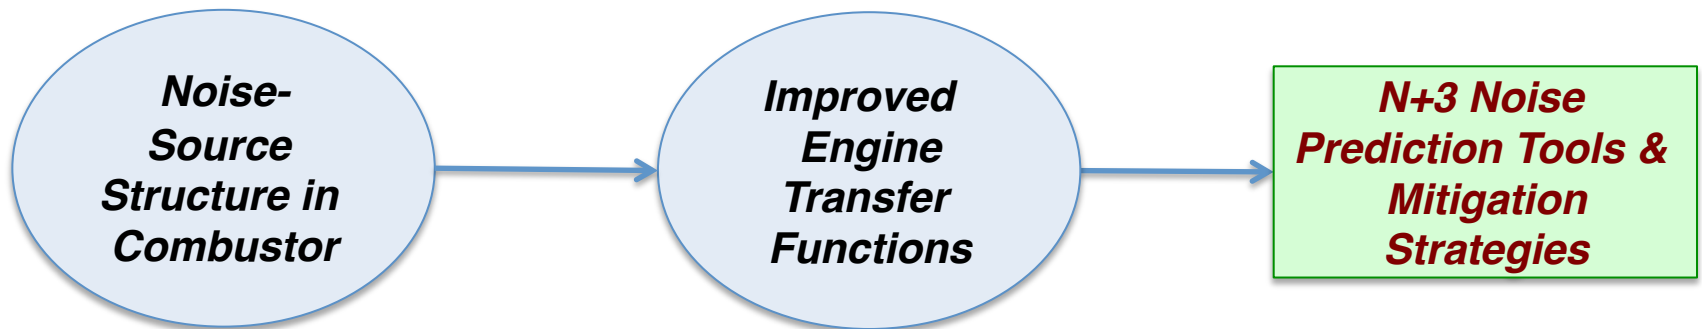 Noise-
Source
Structure in
Combustor
Improved
Engine
Transfer
Functions
N+3 Noise
Prediction Tools &
Mitigation
Strategies